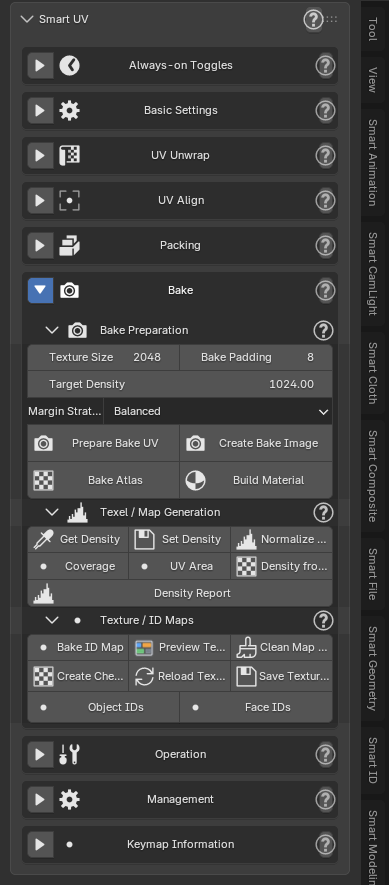 Smart UV
Always-on Toggles
Basic Settings
UV Unwrap
UV Align
Packing
Bake
Bake Preparation
Texture Size 2048 Bake Padding 8
Target Density 1024.00
Margin Strat... Balanced
Prepare Bake UV Create Bake Image
Bake Atlas Build Material
Texel / Map Generation
Get Density Set Density Normalize ...
Coverage UV Area Density fro...
Density Report
Texture / ID Maps
Bake ID Map Preview Te... Clean Map ...
Create Che... Reload Tex... Save Textur...
Object IDs Face IDs
Operation
Management
Keymap Information
Tool
View
Smart Animation
Smart CamLight
Smart Cloth
Smart Composite
Smart File
Smart Geometry
Smart ID
Smart Modelin